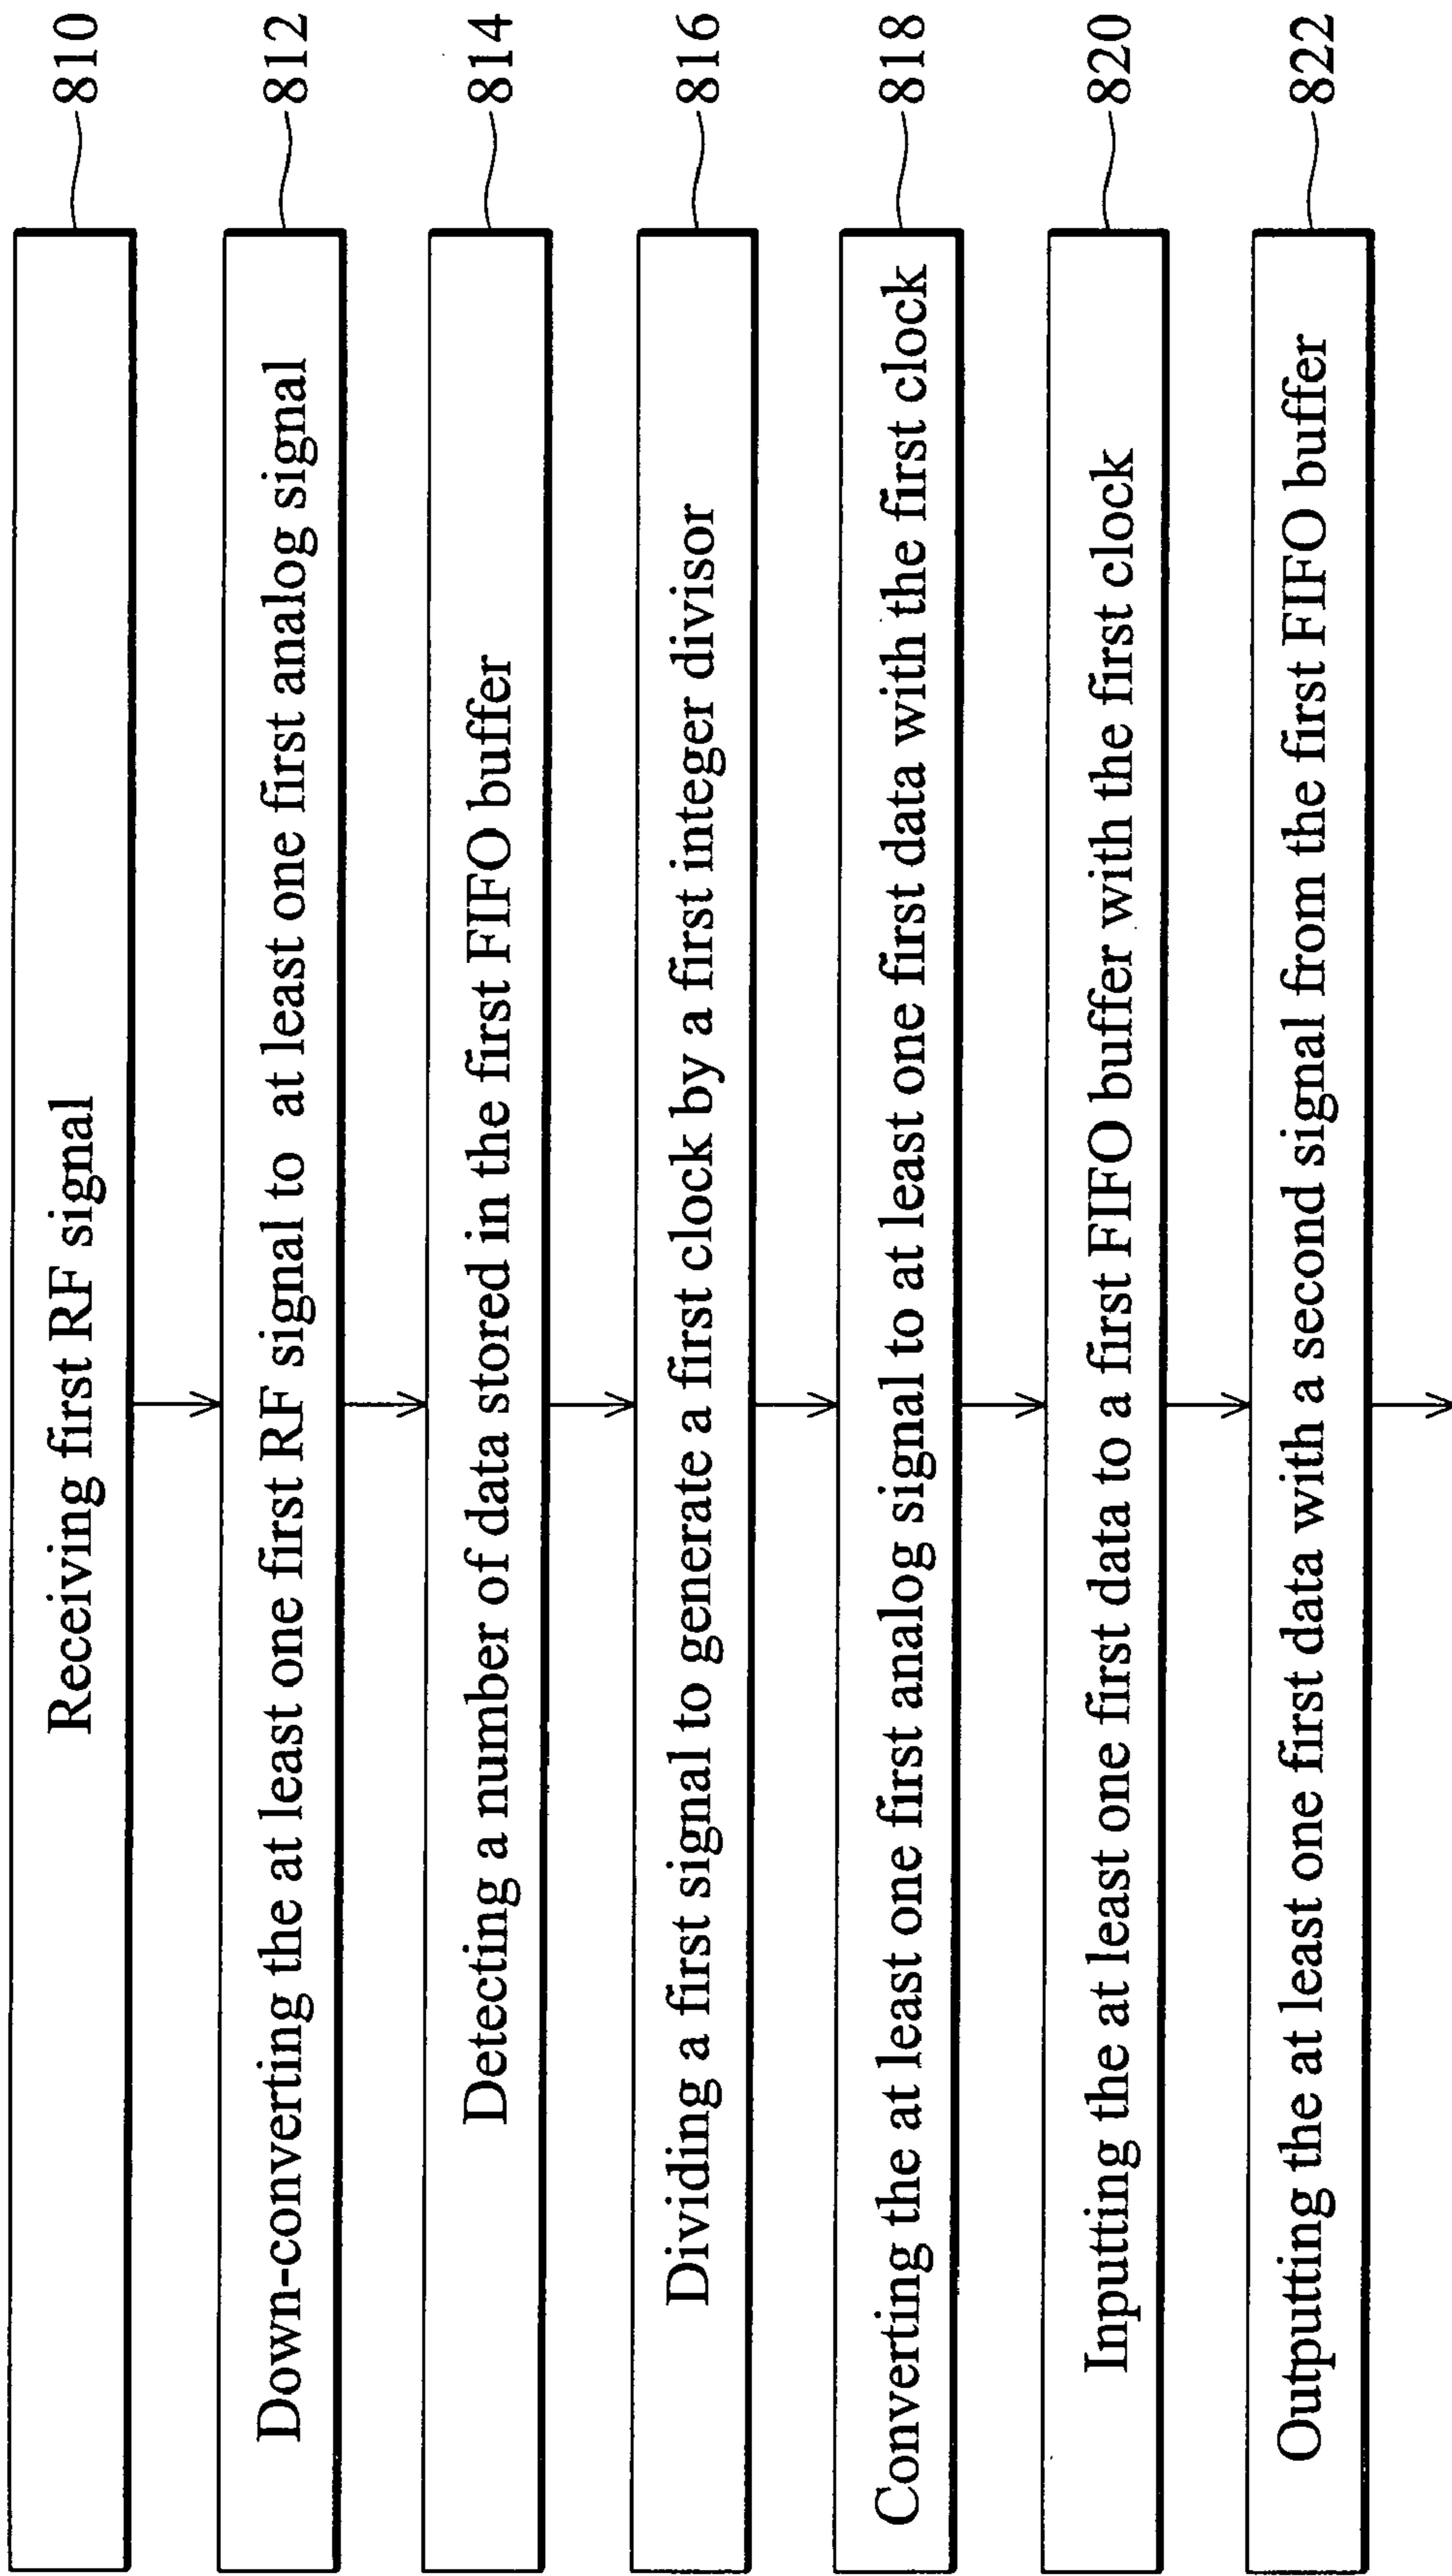 Receiving first RF signal 810
Down-converting the at least one first RF signal to at least one first analog signal 812
Detecting a number of data stored in the first FIFO buffer 814
Dividing a first signal to generate a first clock by a first integer divisor 816
Converting the at least one first analog signal to at least one first data with the first clock 818
Inputting the at least one first data to a first FIFO buffer with the first clock 820
Outputting the at least one first data with a second signal from the first FIFO buffer 822